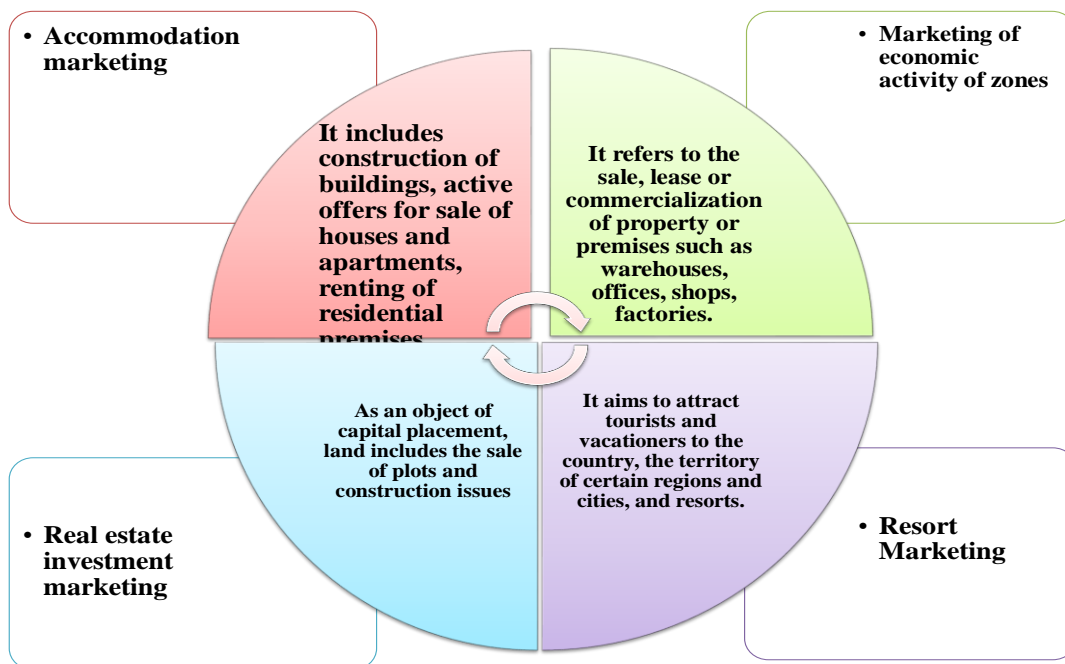 • Accommodation
marketing
It includes
construction of
buildings, active
offers for sale of
houses and
apartments,
renting of
residential
premises
• Marketing of
economic
activity of zones
It refers to the
sale, lease or
commercialization
of property or
premises such as
warehouses,
offices, shops,
factories.
• Real estate
investment
marketing
As an object of
capital placement,
land includes the sale
of plots and
construction issues
It aims to attract
tourists and
vacationers to the
country, the territory
of certain regions and
cities, and resorts.
• Resort
Marketing